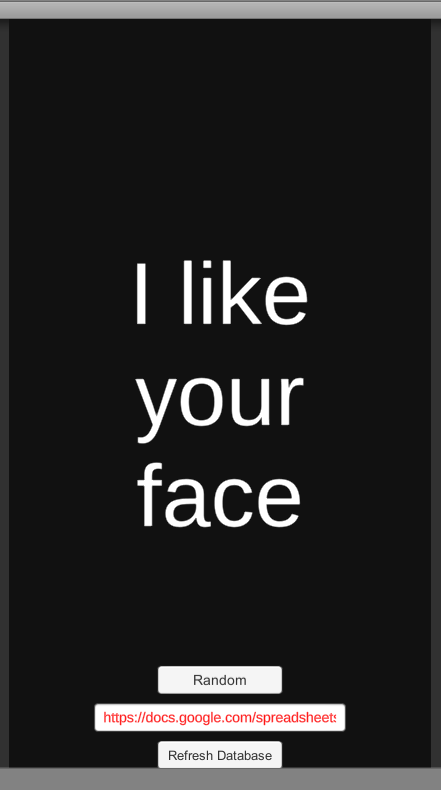 I like
your
face
Random
https://docs.google.com/spreadsheets
Refresh Database